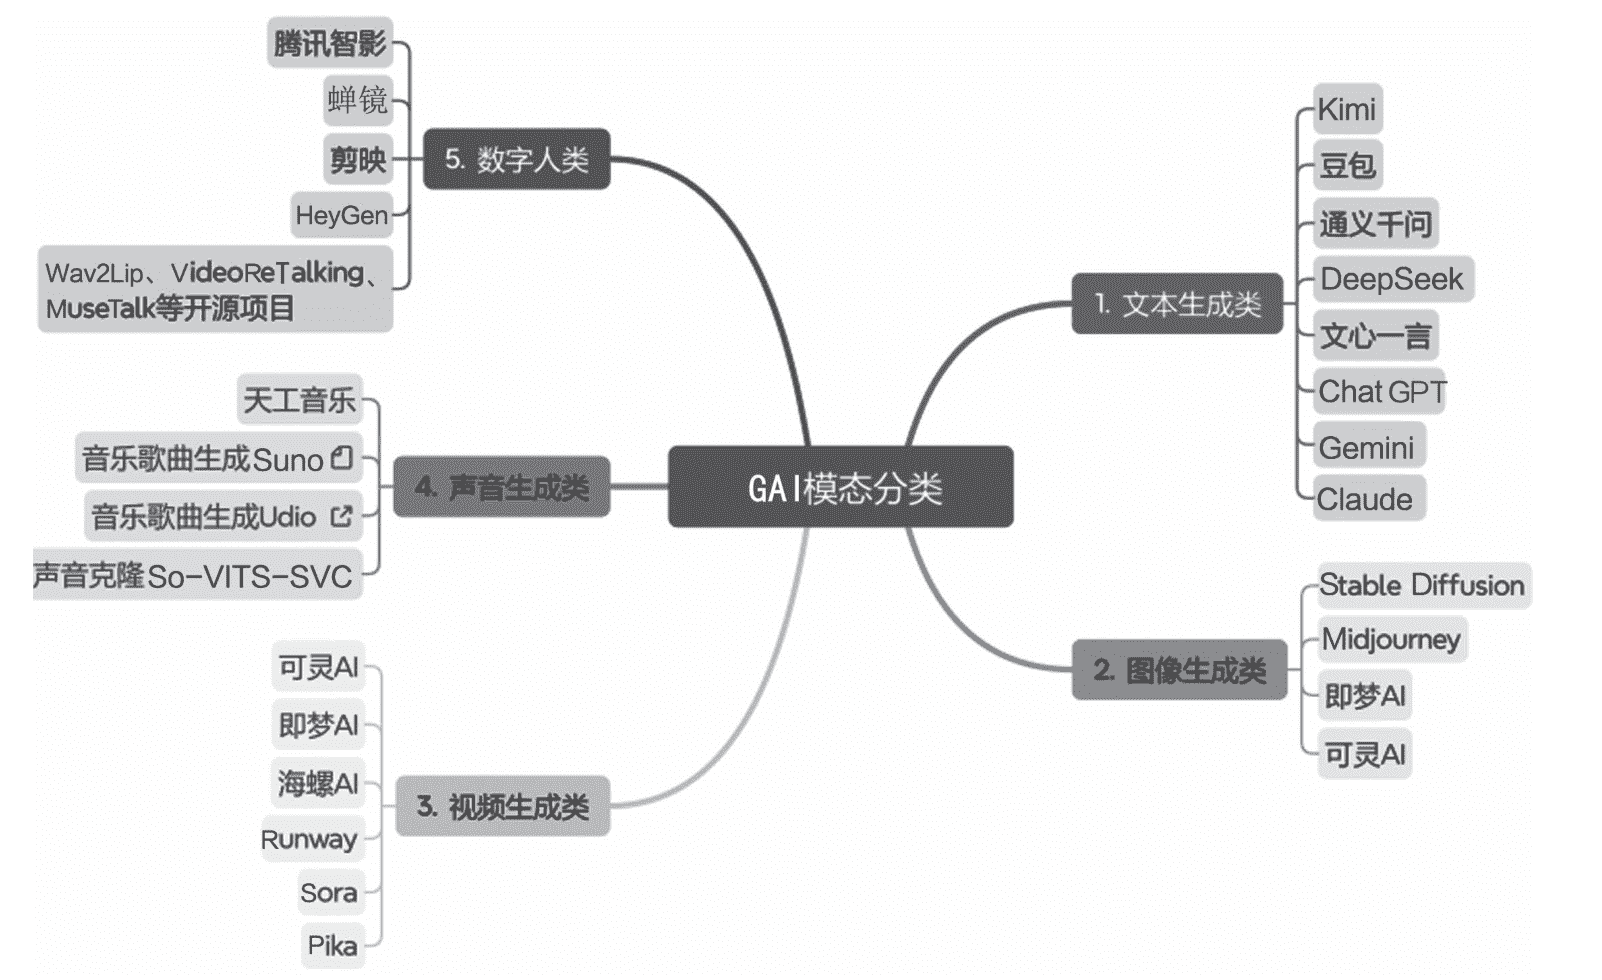 GAI模态分类
1. 文本生成类
Kimi
豆包
通义千问
DeepSeek
文心一言
Chat GPT
Gemini
Claude
2. 图像生成类
Stable Diffusion
Midjourney
即梦AI
可灵AI
3. 视频生成类
可灵AI
即梦AI
海螺AI
Runway
Sora
Pika
4. 声音生成类
天工音乐
音乐歌曲生成Suno
音乐歌曲生成Udio
声音克隆So-VITS-SVC
5. 数字人类
腾讯智影
蝉镜
剪映
HeyGen
Wav2Lip、VideoReTalking、
MuseTalk等开源项目